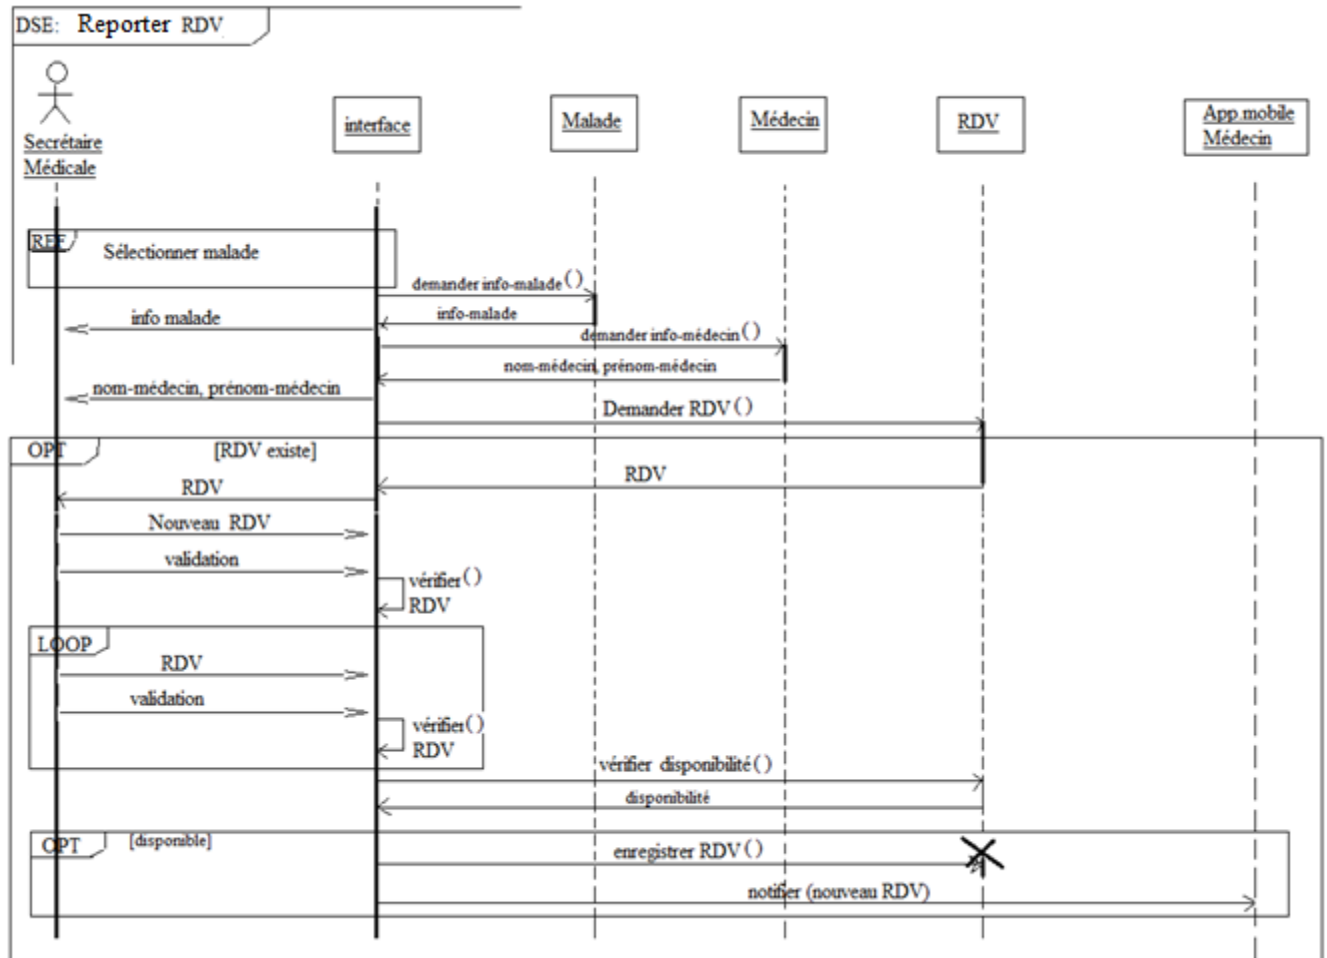 DSE: Reporter RDV
Secrétaire
Médicale
interface
Malade
Médecin
RDV
App.mobile
Médecin
REF
Sélectionner malade
demander info-malade()
info-malade
info malade
demander info-médecin()
nom-médecin, prénom-médecin
nom-médecin, prénom-médecin
Demander RDV()
OPT
[RDV existe]
RDV
RDV
Nouveau RDV
validation
vérifier()
RDV
LOOP
RDV
validation
vérifier()
RDV
vérifier disponibilité()
disponibilité
OPT
[disponible]
enregistrer RDV()
notifier (nouveau RDV)